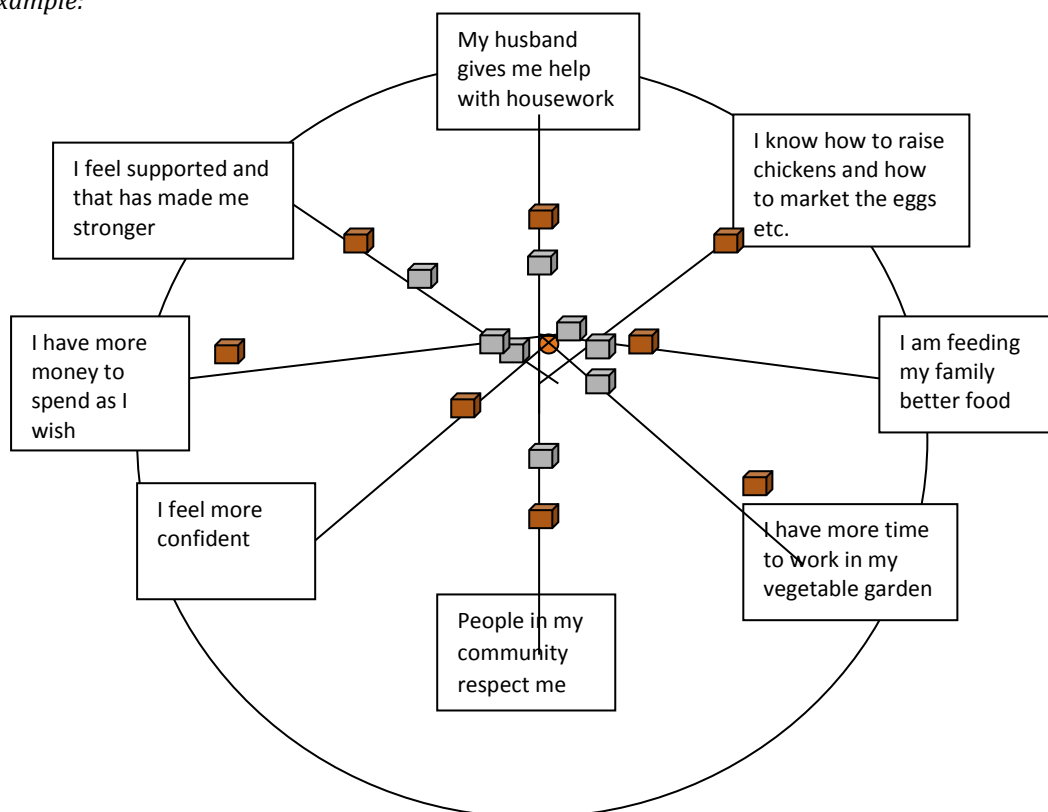 xample:
My husband
gives me help
with housework
I know how to raise
chickens and how
to market the eggs
etc.
I feel supported and
that has made me
stronger
I have more
money to
spend as I
wish
I am feeding
my family
better food
I feel more
confident
I have more time
to work in my
vegetable garden
People in my
community
respect me